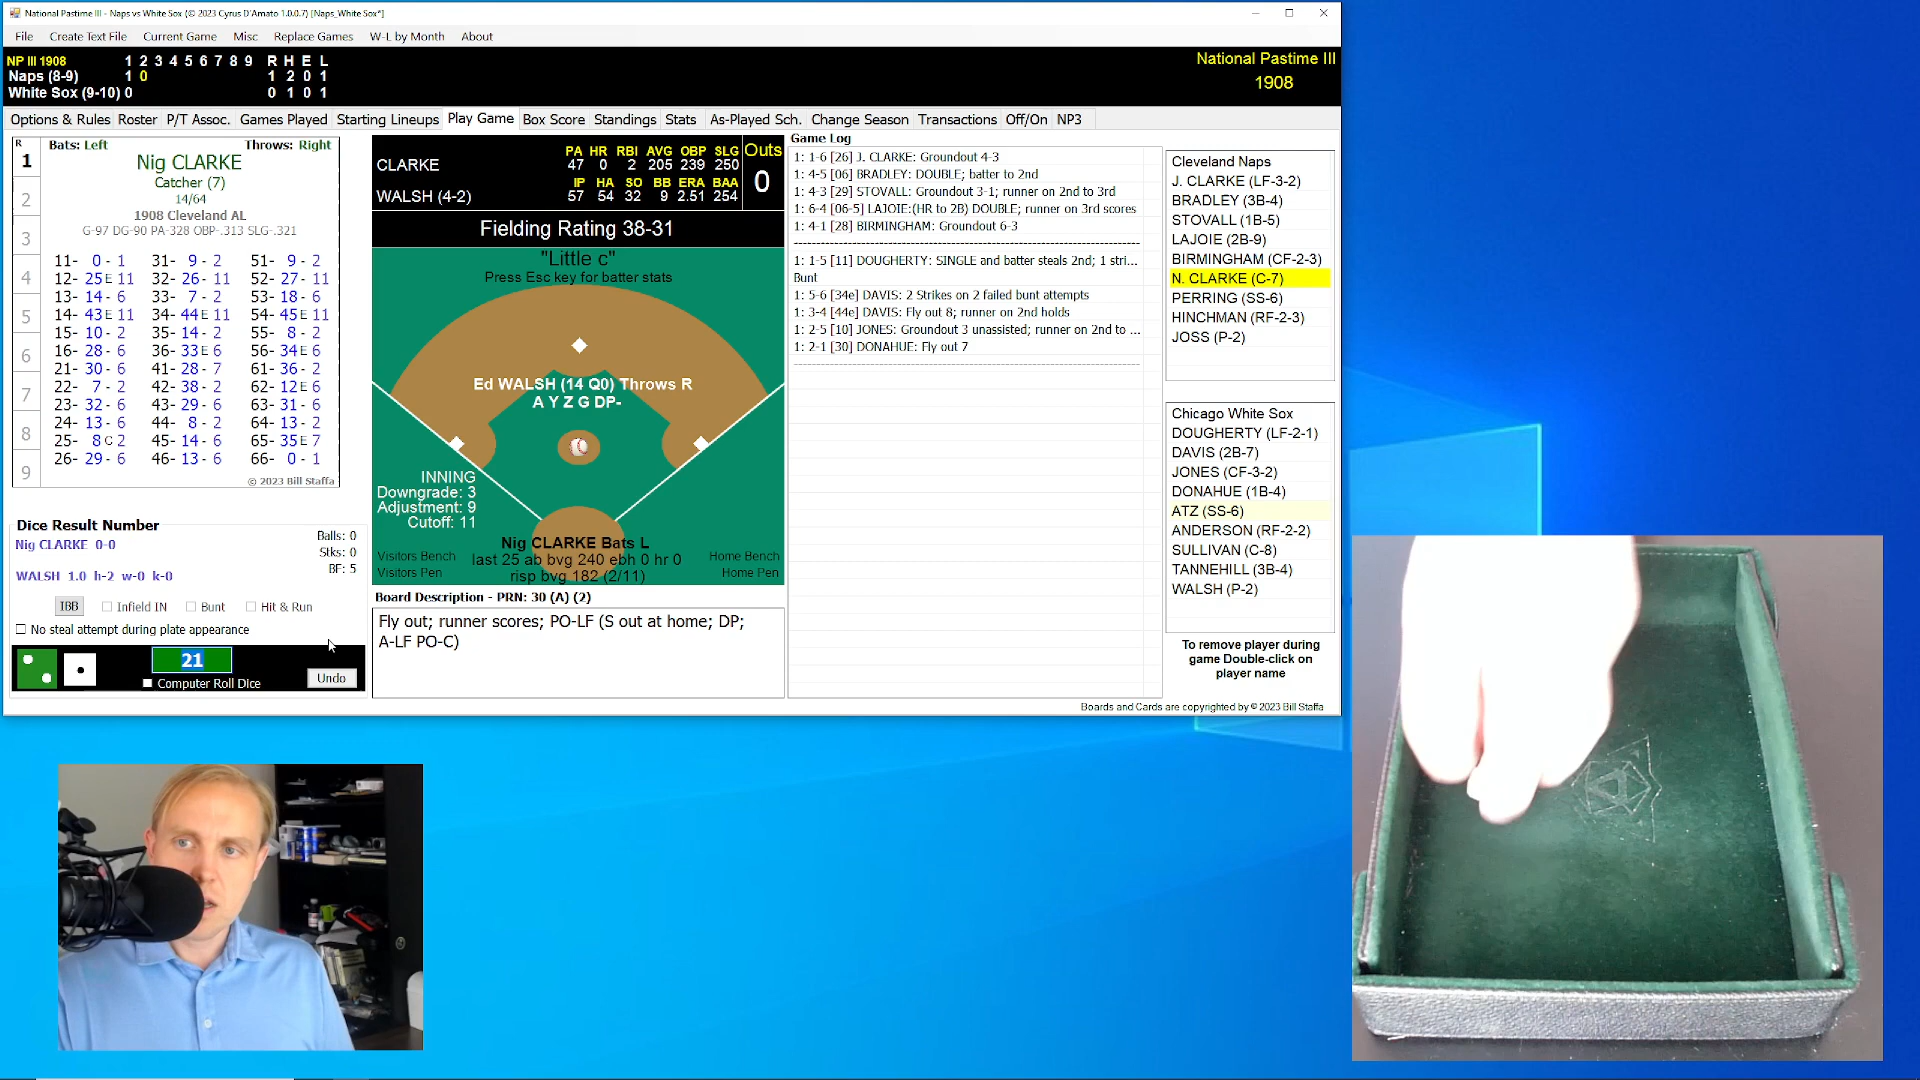 National Pastime III - Naps vs White Sox (© 2023 Cyrus D'Amato 1.0.0.7) [Naps_White Sox*]
File Create Text File Current Game Misc Replace Games W-L by Month About
NP III 1908 1 2 3 4 5 6 7 8 9 R H E L
Naps (8-9) 1 0 1 2 0 1
White Sox (9-10) 0 0 1 0 1
National Pastime III
1908
Options & Rules Roster P/T Assoc. Games Played Starting Lineups Play Game Box Score Standings Stats As-Played Sch. Change Season Transactions Off/On NP3
R
1
2
3
4
5
6
7
8
9
Bats: Left Throws: Right
Nig CLARKE
Catcher (7)
14/64
1908 Cleveland AL
G-97 DG-90 PA-328 OBP-.313 SLG-.321
11- 0 - 1 31- 9 - 2 51- 9 - 2
12- 25 E 11 32- 26 - 11 52- 27 - 11
13- 14 - 6 33- 7 - 2 53- 18 - 6
14- 43 E 11 34- 44 E 11 54- 45 E 11
15- 10 - 2 35- 14 - 2 55- 8 - 2
16- 28 - 6 36- 33 E 6 56- 34 E 6
21- 30 - 6 41- 28 - 7 61- 36 - 2
22- 7 - 2 42- 38 - 2 62- 12 E 6
23- 32 - 6 43- 29 - 6 63- 31 - 6
24- 13 - 6 44- 8 - 2 64- 13 - 2
25- 8 C 2 45- 14 - 6 65- 35 E 7
26- 29 - 6 46- 13 - 6 66- 0 - 1
© 2023 Bill Staffa
Dice Result Number
Nig CLARKE 0-0
WALSH 1.0 h-2 w-0 k-0
Balls: 0
Stks: 0
BF: 5
IBB Infield IN Bunt Hit & Run
No steal attempt during plate appearance
21
Computer Roll Dice
Undo
PA HR RBI AVG OBP SLG
CLARKE 47 0 2 205 239 250
IP HA SO BB ERA BAA
WALSH (4-2) 57 54 32 9 2.51 254
Outs
0
Fielding Rating 38-31
"Little c"
Press Esc key for batter stats
Ed WALSH (14 Q0) Throws R
A Y Z G DP-
INNING
Downgrade: 3
Adjustment: 9
Cutoff: 11
Nig CLARKE Bats L
last 25 ab bvg 240 ebh 0 hr 0
risp bvg 182 (2/11)
Visitors Bench
Visitors Pen
Home Bench
Home Pen
Board Description - PRN: 30 (A) (2)
Fly out; runner scores; PO-LF (S out at home; DP;
A-LF PO-C)
Game Log
1: 1-6 [26] J. CLARKE: Groundout 4-3
1: 4-5 [06] BRADLEY: DOUBLE; batter to 2nd
1: 4-3 [29] STOVALL: Groundout 3-1; runner on 2nd to 3rd
1: 6-4 [06-5] LAJOIE:(HR to 2B) DOUBLE; runner on 3rd scores
1: 4-1 [28] BIRMINGHAM: Groundout 6-3
1: 1-5 [11] DOUGHERTY: SINGLE and batter steals 2nd; 1 stri...
Bunt
1: 5-6 [34e] DAVIS: 2 Strikes on 2 failed bunt attempts
1: 3-4 [44e] DAVIS: Fly out 8; runner on 2nd holds
1: 2-5 [10] JONES: Groundout 3 unassisted; runner on 2nd to ...
1: 2-1 [30] DONAHUE: Fly out 7
Cleveland Naps
J. CLARKE (LF-3-2)
BRADLEY (3B-4)
STOVALL (1B-5)
LAJOIE (2B-9)
BIRMINGHAM (CF-2-3)
N. CLARKE (C-7)
PERRING (SS-6)
HINCHMAN (RF-2-3)
JOSS (P-2)
Chicago White Sox
DOUGHERTY (LF-2-1)
DAVIS (2B-7)
JONES (CF-3-2)
DONAHUE (1B-4)
ATZ (SS-6)
ANDERSON (RF-2-2)
SULLIVAN (C-8)
TANNEHILL (3B-4)
WALSH (P-2)
To remove player during
game Double-click on
player name
Boards and Cards are copyrighted by © 2023 Bill Staffa